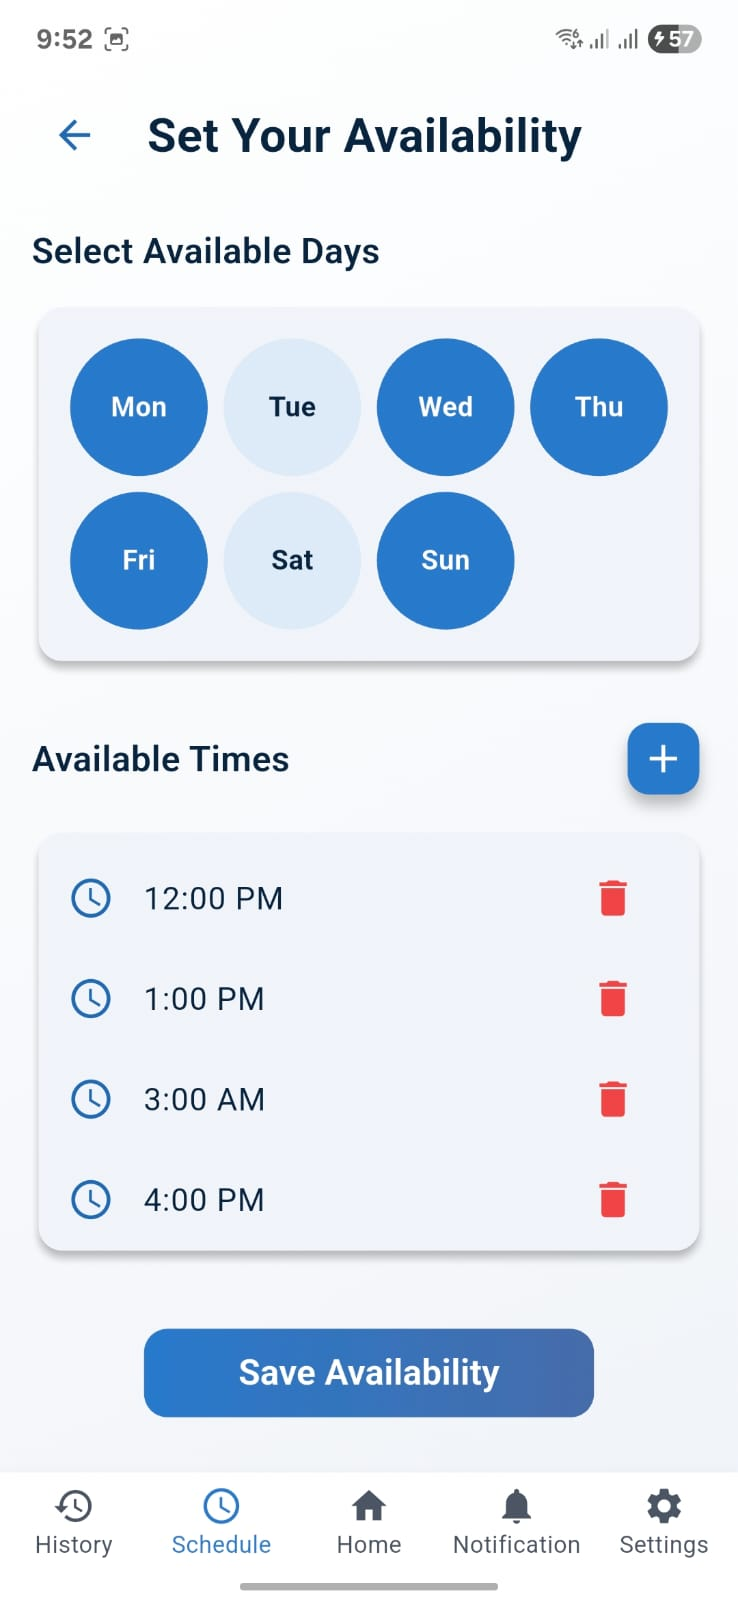 9:52 57
Set Your Availability
Select Available Days
Mon Tue Wed Thu
Fri Sat Sun
Available Times
12:00 PM
1:00 PM
3:00 AM
4:00 PM
Save Availability
History Schedule Home Notification Settings